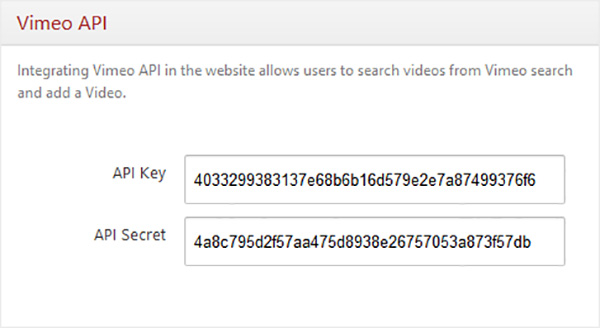 Vimeo API
Integrating Vimeo API in the website allows users to search videos from Vimeo search
and add a Video.
API Key
4033299383137e68b6b16d579e2e7a87499376f6
API Secret
4a8c795d2f57aa475d8938e26757053a873f57db